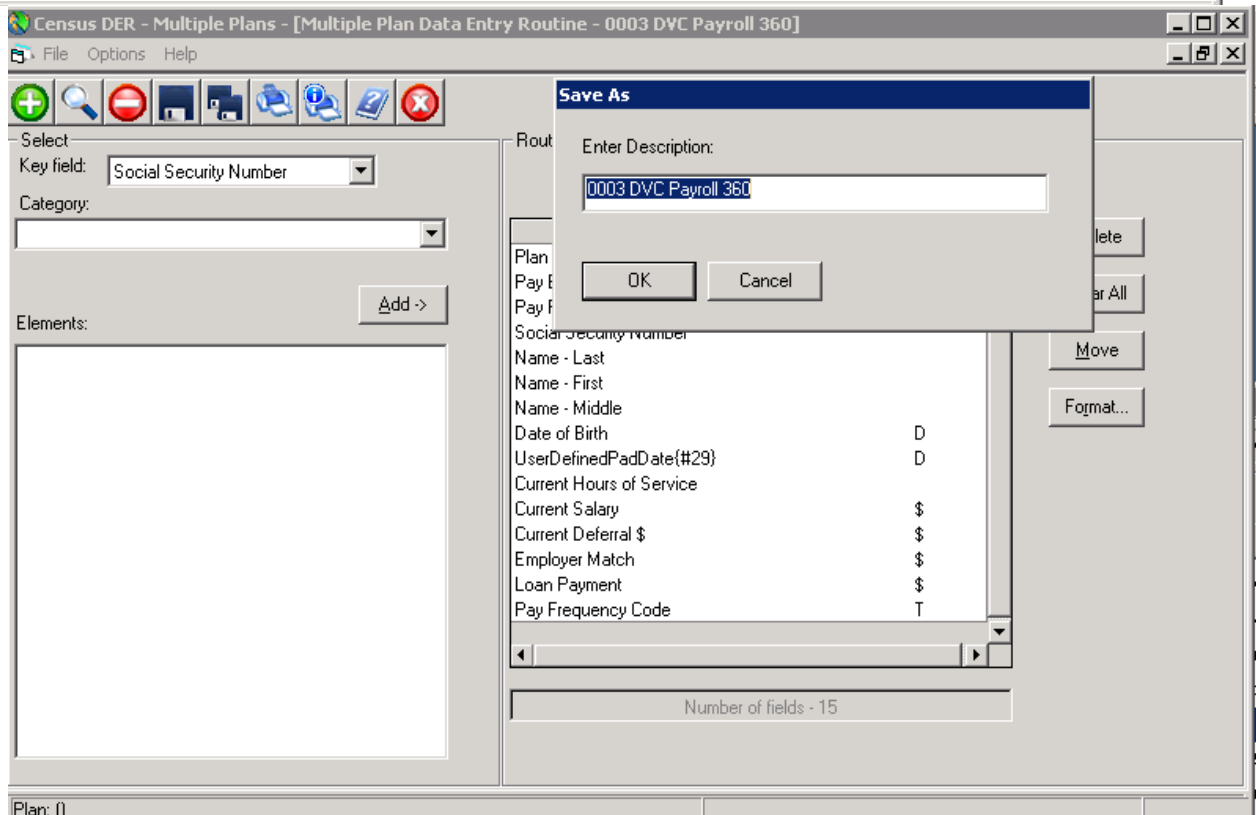 Census DER - Multiple Plans - [Multiple Plan Data Entry Routine - 0003 DVC Payroll 360]
File Options Help
Save As
Enter Description:
0003 DVC Payroll 360
OK Cancel
Select
Key field: Social Security Number
Category:
Add ->
Elements:
Rout
Plan
Pay
Pay
Social Security Number
Name - Last
Name - First
Name - Middle
Date of Birth D
UserDefinedPadDate{#29} D
Current Hours of Service
Current Salary $
Current Deferral $ $
Employer Match $
Loan Payment $
Pay Frequency Code T
Number of fields - 15
lete
ar All
Move
Format...
Plan: ()